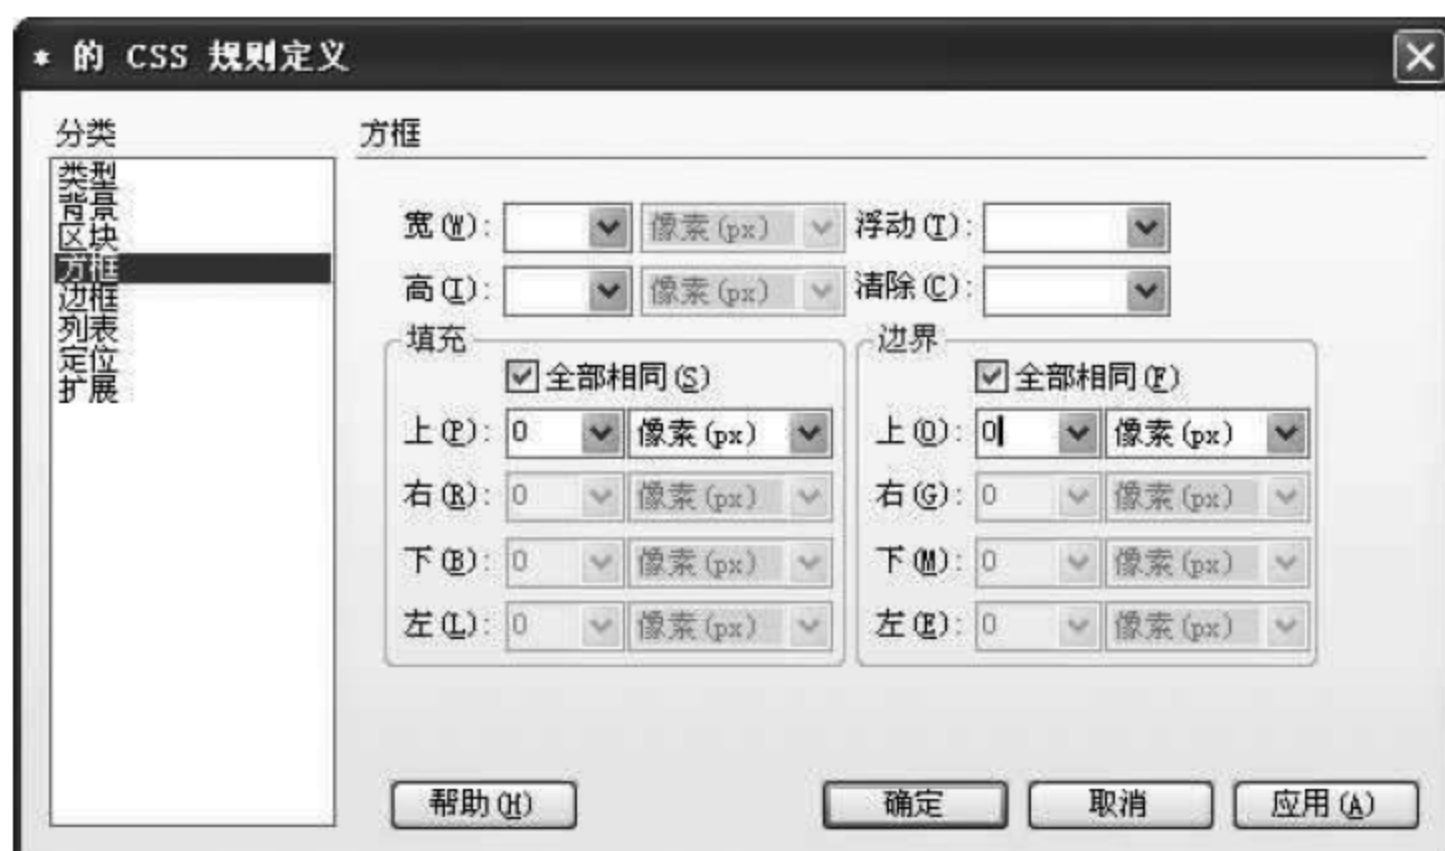 * 的 CSS 规则定义
分类
类型
背景
区块
方框
边框
列表
定位
扩展
方框
宽(W): 像素(px) 浮动(T):
高(I): 像素(px) 清除(C):
填充 边界
全部相同(S) 全部相同(F)
上(P): 0 像素(px) 上(O): 0 像素(px)
右(R): 0 像素(px) 右(G): 0 像素(px)
下(B): 0 像素(px) 下(M): 0 像素(px)
左(L): 0 像素(px) 左(E): 0 像素(px)
帮助(H) 确定 取消 应用(A)